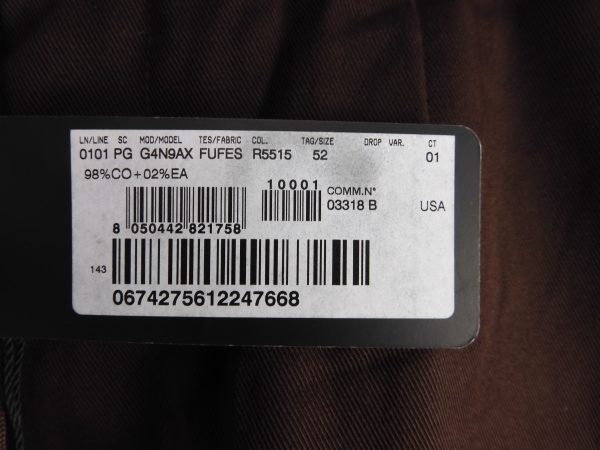 LN/LINE SC MOD/MODEL TES/FABRIC COL. TAG/SIZE DROP VAR. CT
0101 PG G4N9AX FUFES R5515 52 01
98%CO+02%EA
10001
COMM.N°
03318 B
USA
8 050442 821758
143
0674275612247668